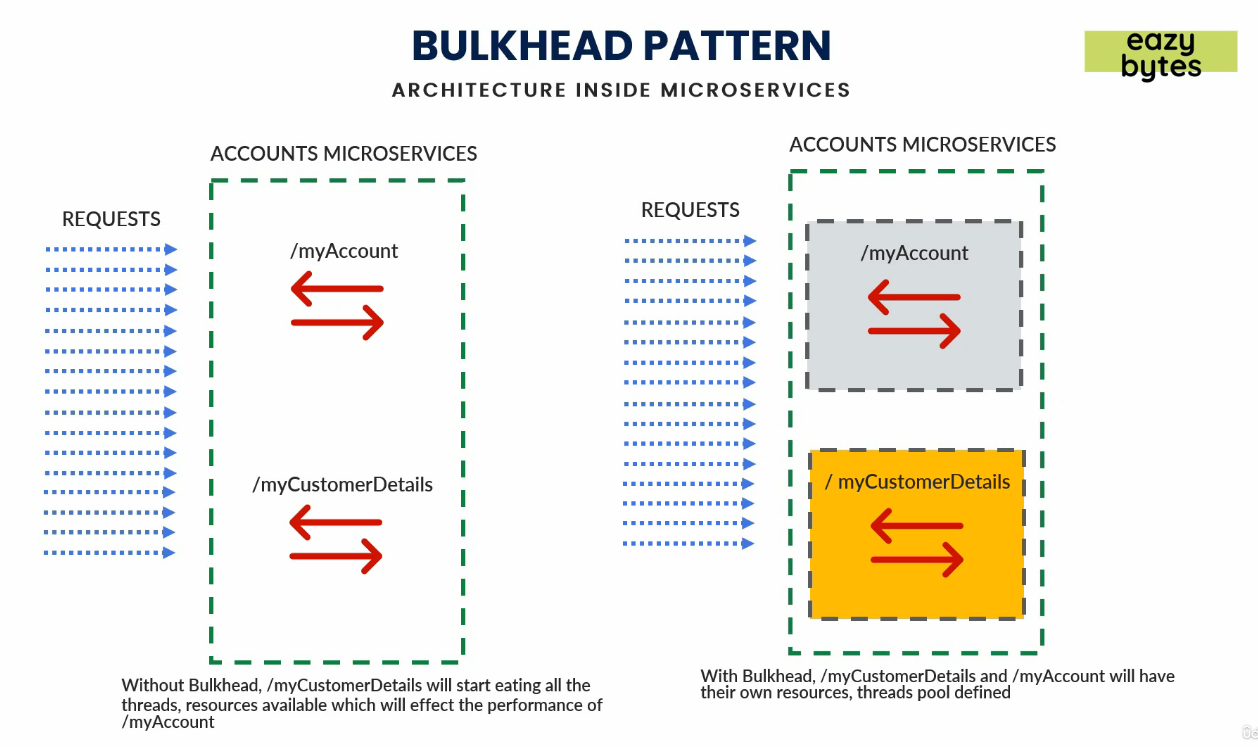 BULKHEAD PATTERN
ARCHITECTURE INSIDE MICROSERVICES
eazy
bytes
ACCOUNTS MICROSERVICES
REQUESTS
/myAccount
/myCustomerDetails
Without Bulkhead, /myCustomerDetails will start eating all the
threads, resources available which will effect the performance of
/myAccount
ACCOUNTS MICROSERVICES
REQUESTS
/myAccount
/ myCustomerDetails
With Bulkhead, /myCustomerDetails and /myAccount will have
their own resources, threads pool defined